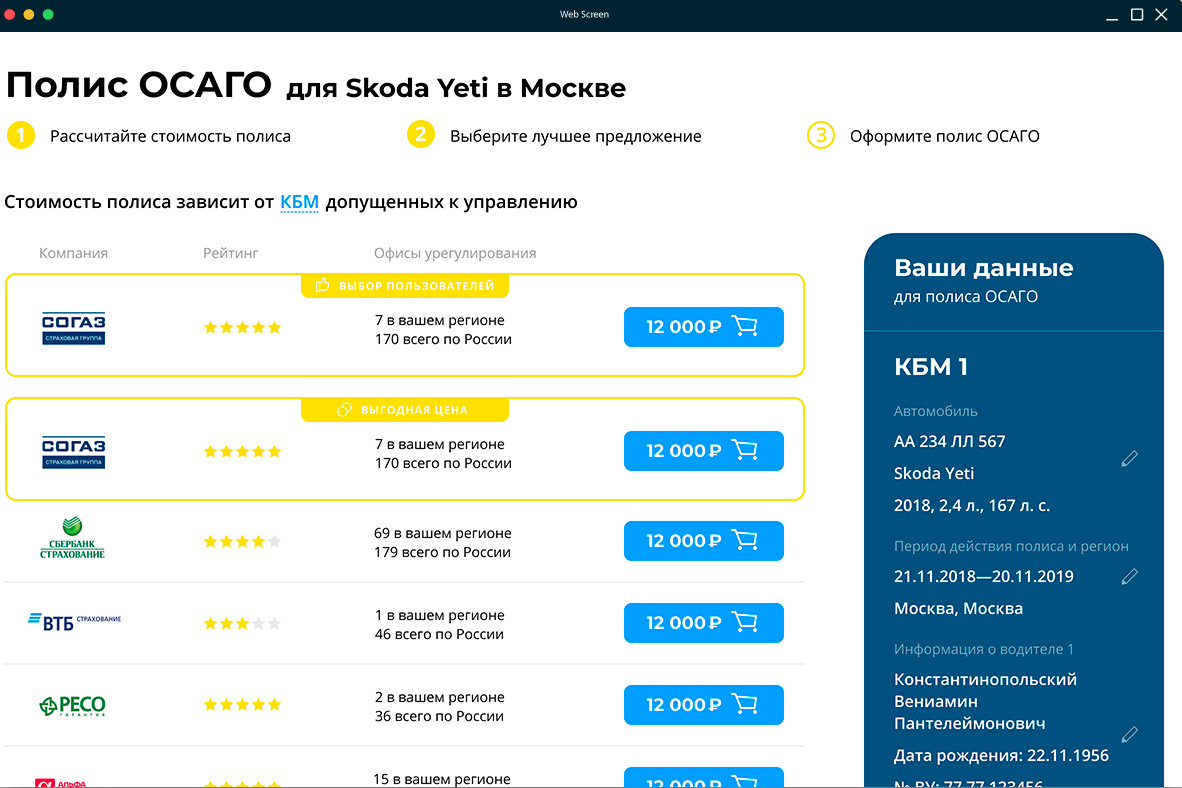 Web Screen
Полис ОСАГО для Skoda Yeti в Москве
1 Рассчитайте стоимость полиса
2 Выберите лучшее предложение
3 Оформите полис ОСАГО
Стоимость полиса зависит от КБМ допущенных к управлению
Компания Рейтинг Офисы урегулирования
ВЫБОР ПОЛЬЗОВАТЕЛЕЙ
СОГАЗ
СТРАХОВАЯ ГРУППА
7 в вашем регионе
170 всего по России
12 000 ₽
ВЫГОДНАЯ ЦЕНА
СОГАЗ
СТРАХОВАЯ ГРУППА
7 в вашем регионе
170 всего по России
12 000 ₽
СБЕРБАНК
СТРАХОВАНИЕ
69 в вашем регионе
179 всего по России
12 000 ₽
ВТБ СТРАХОВАНИЕ
1 в вашем регионе
46 всего по России
12 000 ₽
РЕСО
ГАРАНТИЯ
2 в вашем регионе
36 всего по России
12 000 ₽
АЛЬФА
15 в вашем регионе
12 000 ₽
Ваши данные
для полиса ОСАГО
КБМ 1
Автомобиль
АА 234 ЛЛ 567
Skoda Yeti
2018, 2,4 л., 167 л. с.
Период действия полиса и регион
21.11.2018—20.11.2019
Москва, Москва
Информация о водителе 1
Константинопольский
Вениамин
Пантелеймонович
Дата рождения: 22.11.1956
№ ВУ: 77 77 123456